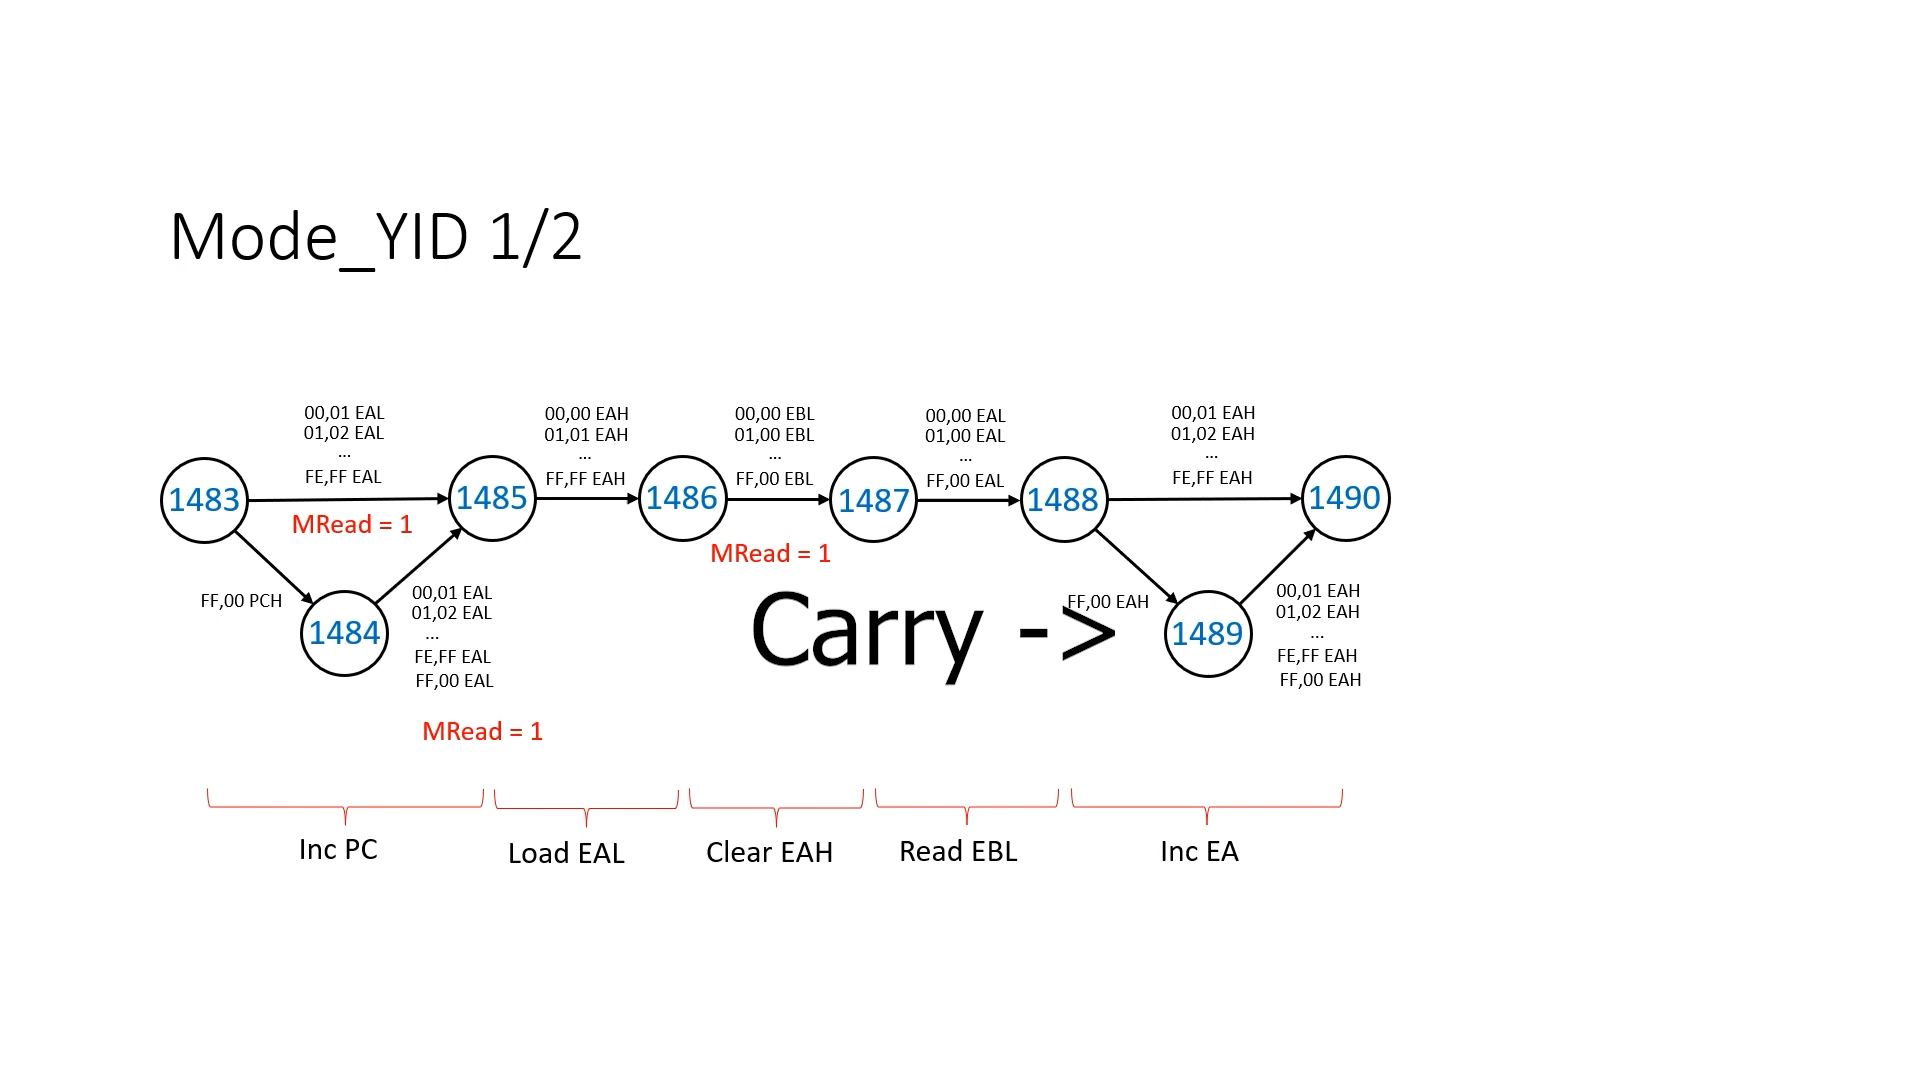 Mode_YID 1/2
00,01 EAL
01,02 EAL
...
FE,FF EAL
00,00 EAH
01,01 EAH
...
FF,FF EAH
00,00 EBL
01,00 EBL
...
FF,00 EBL
00,00 EAL
01,00 EAL
...
FF,00 EAL
00,01 EAH
01,02 EAH
...
FE,FF EAH
1483
1485
1486
1487
1488
1490
MRead = 1
MRead = 1
FF,00 PCH
1484
00,01 EAL
01,02 EAL
...
FE,FF EAL
FF,00 EAL
MRead = 1
Carry ->
FF,00 EAH
1489
00,01 EAH
01,02 EAH
...
FE,FF EAH
FF,00 EAH
Inc PC
Load EAL
Clear EAH
Read EBL
Inc EA